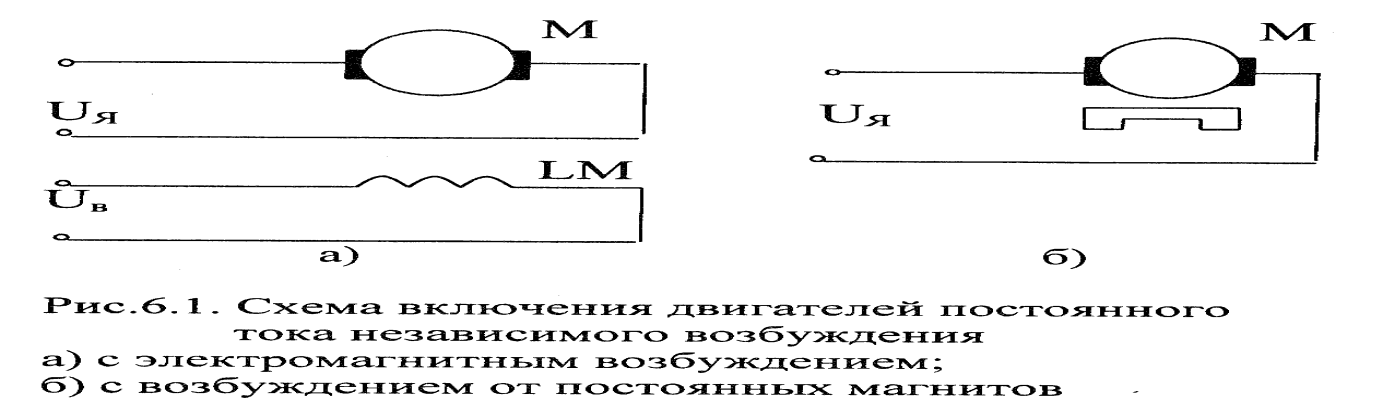 М
М
Uя
Uя
LM
Uв
а)
б)
Рис.6.1. Схема включения двигателей постоянного
тока независимого возбуждения
а) с электромагнитным возбуждением;
б) с возбуждением от постоянных магнитов